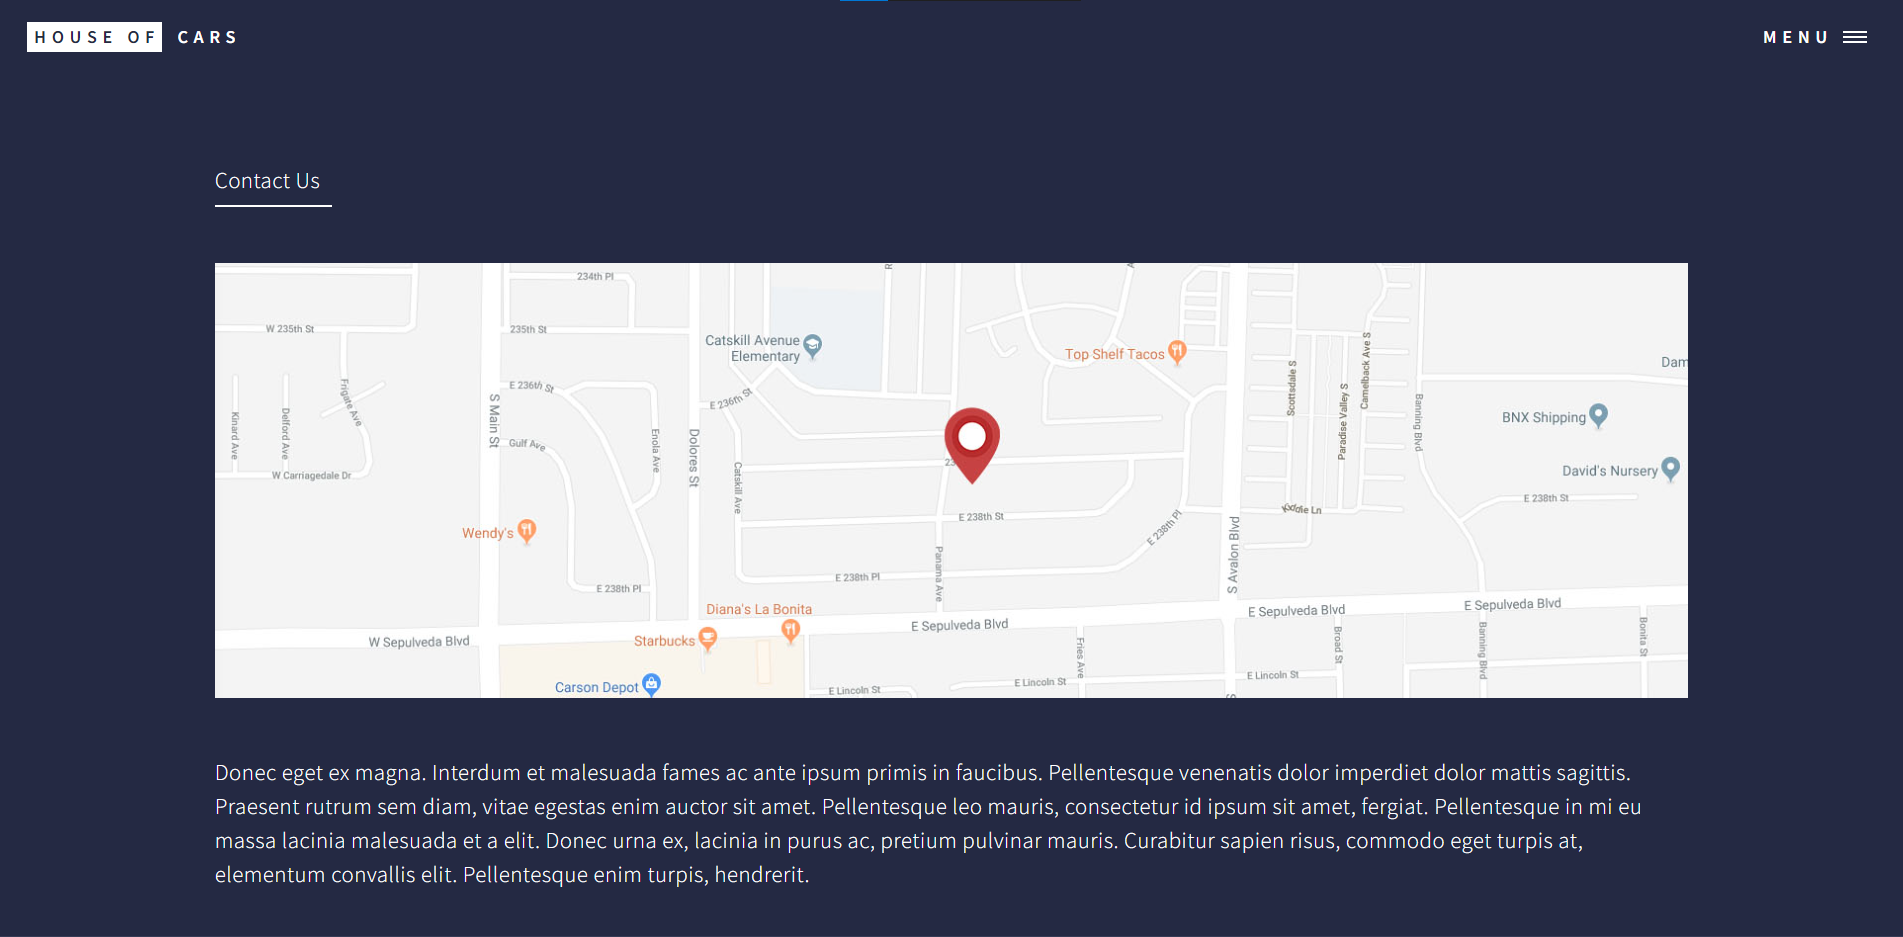 HOUSE OF CARS
MENU
Contact Us
234th Pl
W 235th St
235th St
Catskill Avenue
Elementary
Top Shelf Tacos
Dam
E 236th St
E 236th St
Frigate Ave
Kinard Ave
Delford Ave
S Main St
Gulf Ave
Enola Ave
Dolores St
Catskill Ave
W Carriagedale Dr
Scottsdale S
Paradise Valley S
Camelback Ave S
Banning Blvd
BNX Shipping
David's Nursery
23
E 238th St
E 238th St
E 238th Pl
Wendy's
E 238th Pl
E 238th Pl
Panama Ave
S Avalon Blvd
Diana's La Bonita
Starbucks
W Sepulveda Blvd
E Sepulveda Blvd
E Sepulveda Blvd
E Sepulveda Blvd
Carson Depot
E Lincoln St
E Lincoln St
E Lincoln St
Fries Ave
Broad St
Banning Blvd
Bonita St
Donec eget ex magna. Interdum et malesuada fames ac ante ipsum primis in faucibus. Pellentesque venenatis dolor imperdiet dolor mattis sagittis.
Praesent rutrum sem diam, vitae egestas enim auctor sit amet. Pellentesque leo mauris, consectetur id ipsum sit amet, fergiat. Pellentesque in mi eu
massa lacinia malesuada et a elit. Donec urna ex, lacinia in purus ac, pretium pulvinar mauris. Curabitur sapien risus, commodo eget turpis at,
elementum convallis elit. Pellentesque enim turpis, hendrerit.